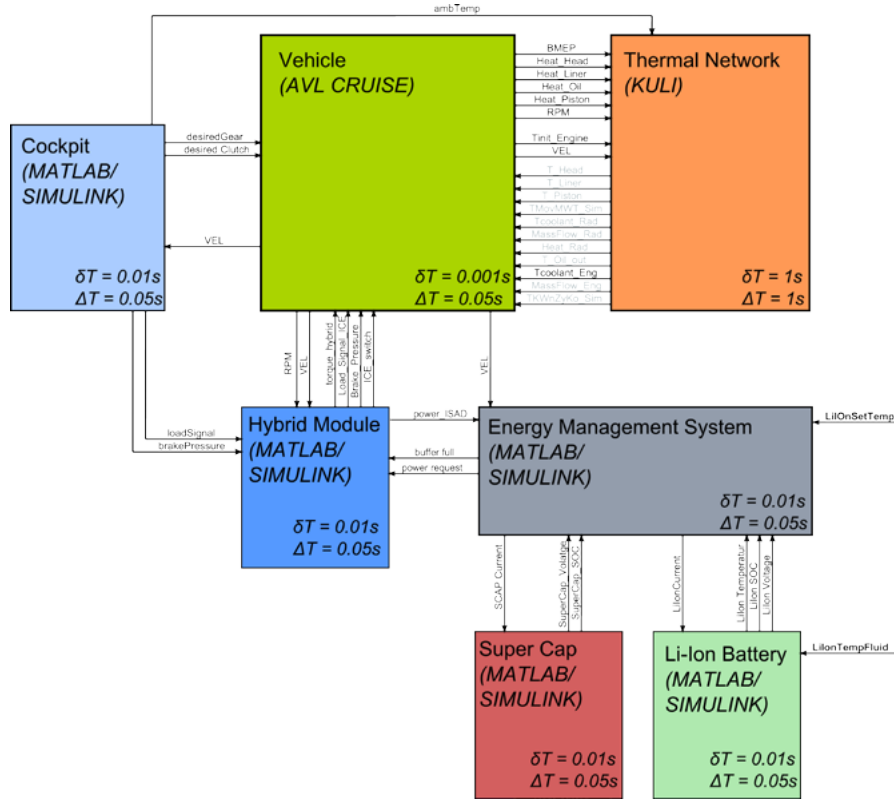 ambTemp
Vehicle
(AVL CRUISE)
δT = 0.001s
ΔT = 0.05s
BMEP
Heat_Head
Heat_Liner
Heat_Oil
Heat_Piston
RPM
Tinit_Engine
VEL
T_Head
T_Liner
T_Piston
TMovMWT_Sim
Tcoolant_Rad
MassFlow_Rad
Heat_Rad
T_Oil_out
Tcoolant_Eng
MassFlow_Eng
TKWnZyKo_Sim
Thermal Network
(KULI)
δT = 1s
ΔT = 1s
Cockpit
(MATLAB/
SIMULINK)
δT = 0.01s
ΔT = 0.05s
desiredGear
desired Clutch
VEL
RPM
VEL
torque_hybrid
Load_Signal_ICE
Brake_Pressure
ICE_switch
VEL
loadSignal
brakePressure
Hybrid Module
(MATLAB/
SIMULINK)
δT = 0.01s
ΔT = 0.05s
power_ISAD
buffer full
power request
Energy Management System
(MATLAB/
SIMULINK)
δT = 0.01s
ΔT = 0.05s
LiIOnSetTemp
SCAP Current
SuperCap_Volatge
SuperCap_SOC
LiIonCurrent
LiIon Temperatur
LiIon SOC
LiIon Voltage
Super Cap
(MATLAB/
SIMULINK)
δT = 0.01s
ΔT = 0.05s
Li-Ion Battery
(MATLAB/
SIMULINK)
δT = 0.01s
ΔT = 0.05s
LiIonTempFluid